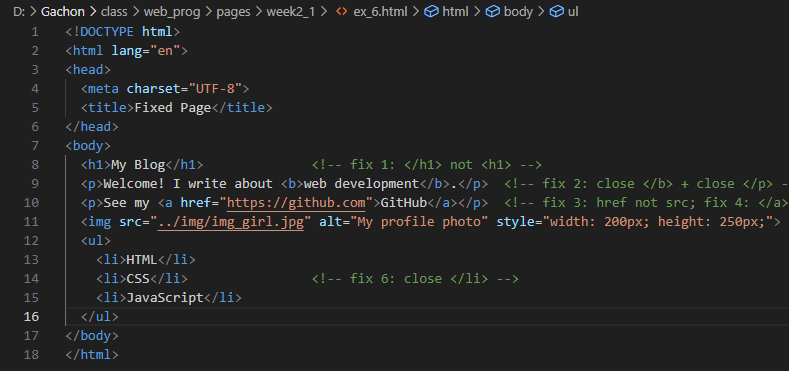 D: > Gachon > class > web_prog > pages > week2_1 > <> ex_6.html > html > body > ul
1 <!DOCTYPE html>
2 <html lang="en">
3 <head>
4 <meta charset="UTF-8">
5 <title>Fixed Page</title>
6 </head>
7 <body>
8 <h1>My Blog</h1> <!-- fix 1: </h1> not <h1> -->
9 <p>Welcome! I write about <b>web development</b>.</p> <!-- fix 2: close </b> + close </p> -
10 <p>See my <a href="https://github.com">GitHub</a></p> <!-- fix 3: href not src; fix 4: </a>
11 <img src="../img/img_girl.jpg" alt="My profile photo" style="width: 200px; height: 250px;">
12 <ul>
13 <li>HTML</li>
14 <li>CSS</li> <!-- fix 6: close </li> -->
15 <li>JavaScript</li>
16 </ul>
17 </body>
18 </html>